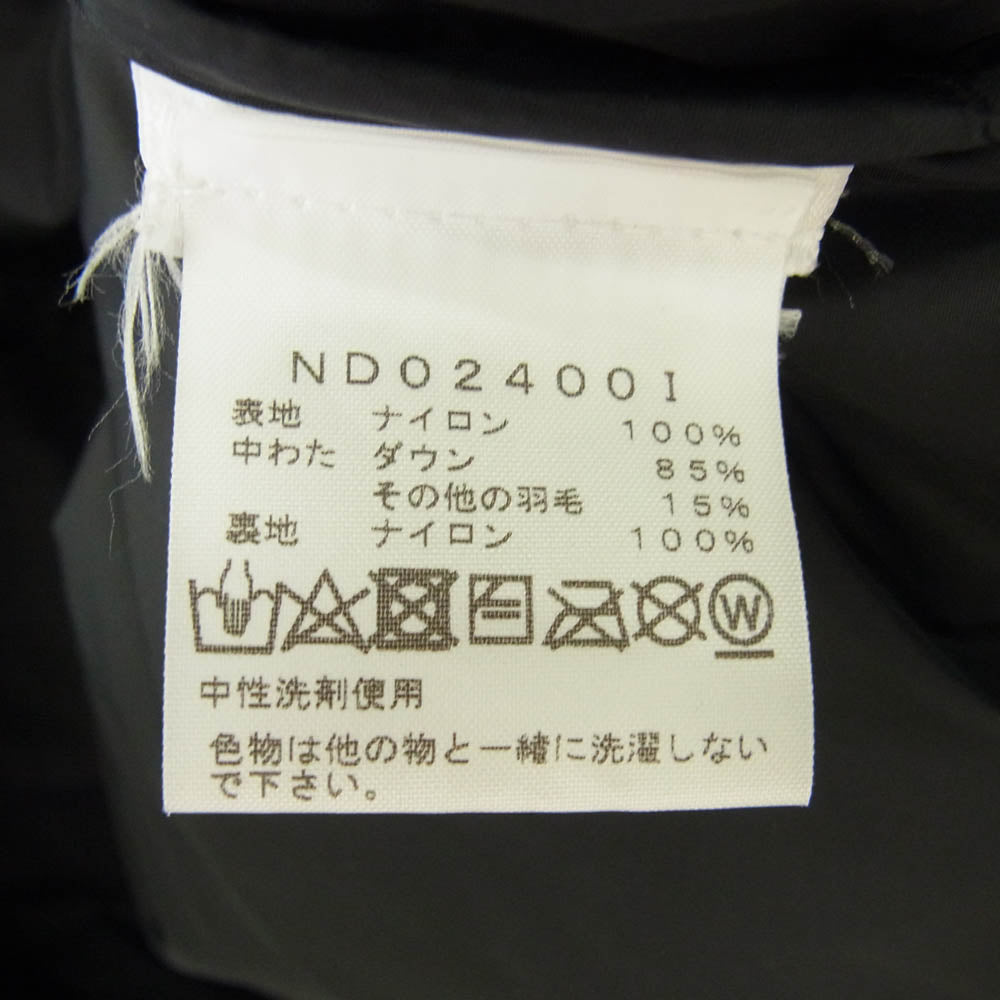 ND02400I
表地 ナイロン 100%
中わた ダウン 85%
その他の羽毛 15%
裏地 ナイロン 100%
W
中性洗剤使用
色物は他の物と一緒に洗濯しない
で下さい。